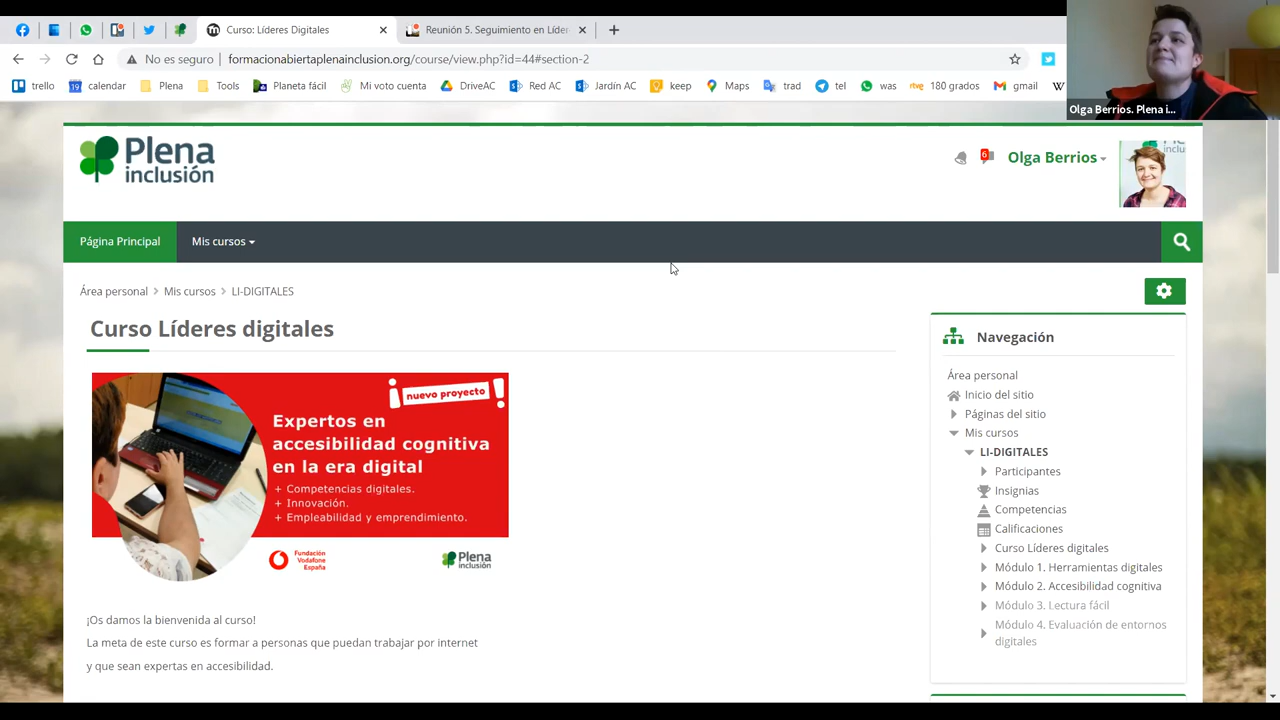 Curso: Líderes Digitales
Reunión 5. Seguimiento en Líder
No es seguro
formacionabiertaplenainclusion.org/course/view.php?id=44#section-2
trello
calendar
Plena
Tools
Planeta fácil
Mi voto cuenta
DriveAC
Red AC
Jardín AC
keep
Maps
trad
tel
was
rtve 180 grados
gmail
W
Olga Berrios. Plena i...
Plena
inclusión
6
Olga Berrios
Página Principal
Mis cursos
Área personal
Mis cursos
LI-DIGITALES
Curso Líderes digitales
¡nuevo proyecto!
Expertos en
accesibilidad cognitiva
en la era digital
+ Competencias digitales.
+ Innovación.
+ Empleabilidad y emprendimiento.
Fundación
Vodafone
España
Plena
inclusión
¡Os damos la bienvenida al curso!
La meta de este curso es formar a personas que puedan trabajar por internet
y que sean expertas en accesibilidad.
Navegación
Área personal
Inicio del sitio
Páginas del sitio
Mis cursos
LI-DIGITALES
Participantes
Insignias
Competencias
Calificaciones
Curso Líderes digitales
Módulo 1. Herramientas digitales
Módulo 2. Accesibilidad cognitiva
Módulo 3. Lectura fácil
Módulo 4. Evaluación de entornos
digitales